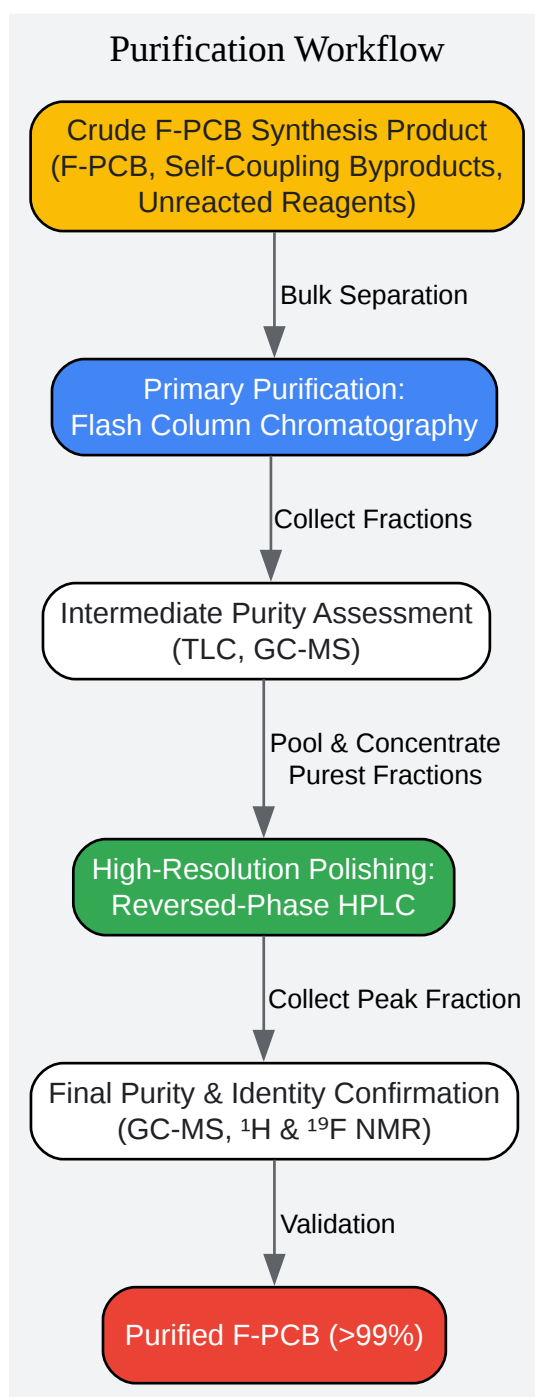 Purification Workflow
Crude F-PCB Synthesis Product
(F-PCB, Self-Coupling Byproducts,
Unreacted Reagents)
Bulk Separation
Primary Purification:
Flash Column Chromatography
Collect Fractions
Intermediate Purity Assessment
(TLC, GC-MS)
Pool & Concentrate
Purest Fractions
High-Resolution Polishing:
Reversed-Phase HPLC
Collect Peak Fraction
Final Purity & Identity Confirmation
(GC-MS, ¹H & ¹⁹F NMR)
Validation
Purified F-PCB (>99%)